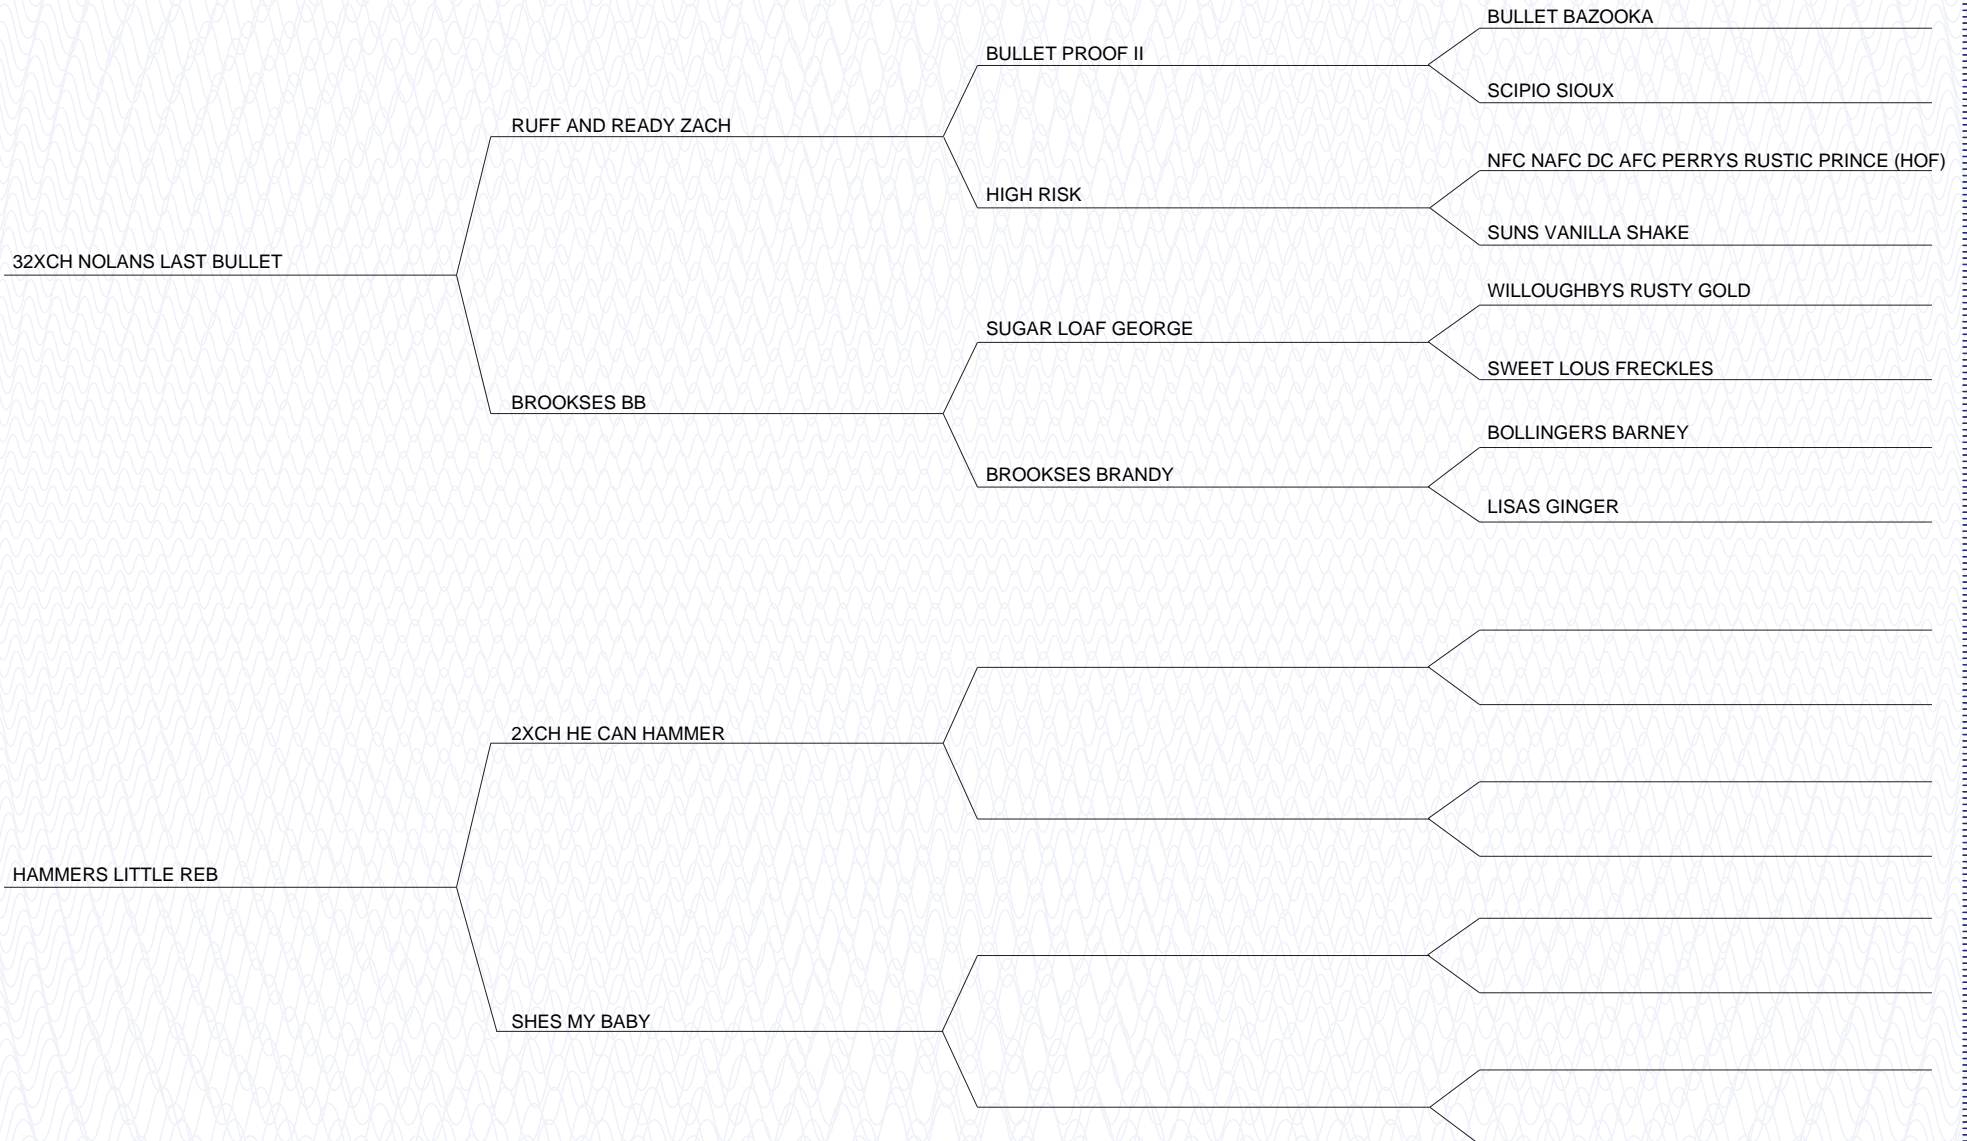 BULLET BAZOOKA
BULLET PROOF II
SCIPIO SIOUX
RUFF AND READY ZACH
NFC NAFC DC AFC PERRYS RUSTIC PRINCE (HOF)
HIGH RISK
SUNS VANILLA SHAKE
32XCH NOLANS LAST BULLET
WILLOUGHBYS RUSTY GOLD
SUGAR LOAF GEORGE
SWEET LOUS FRECKLES
BROOKSES BB
BOLLINGERS BARNEY
BROOKSES BRANDY
LISAS GINGER
2XCH HE CAN HAMMER
HAMMERS LITTLE REB
SHES MY BABY